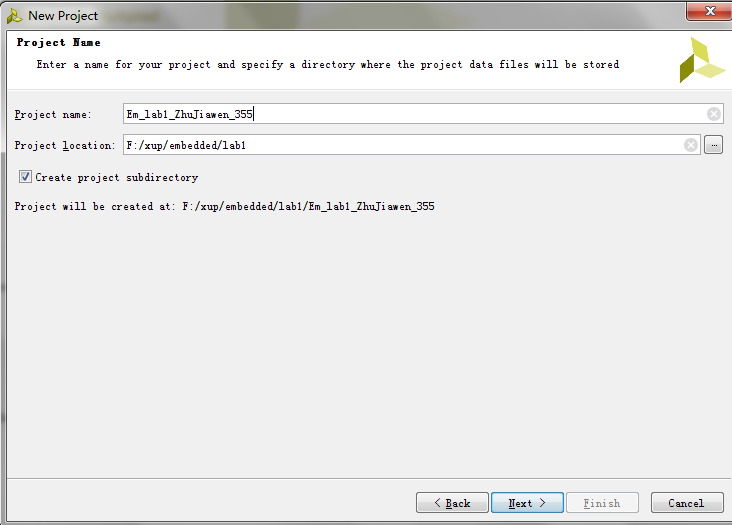 New Project
Project Name
Enter a name for your project and specify a directory where the project data files will be stored
Project name: Em_lab1_ZhuJiawen_355
Project location: F:/xup/embedded/lab1 ...
Create project subdirectory
Project will be created at: F:/xup/embedded/lab1/Em_lab1_ZhuJiawen_355
< Back Next > Finish Cancel